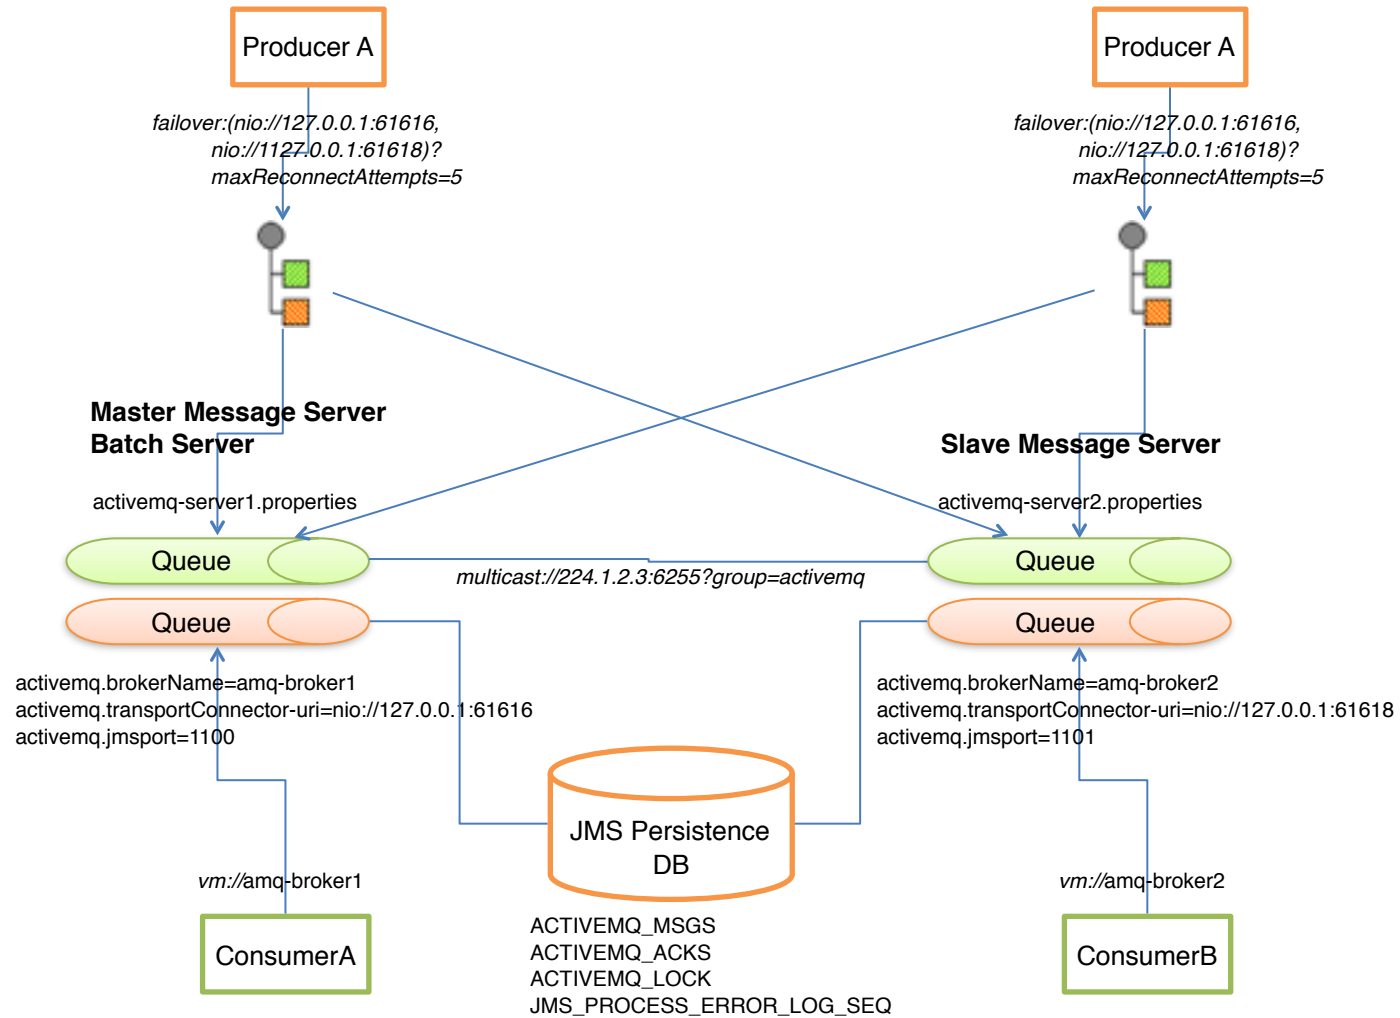 Producer A
Producer A
failover:(nio://127.0.0.1:61616,
nio://1127.0.0.1:61618)?
maxReconnectAttempts=5
failover:(nio://127.0.0.1:61616,
nio://127.0.0.1:61618)?
maxReconnectAttempts=5
Master Message Server
Batch Server
Slave Message Server
activemq-server1.properties
activemq-server2.properties
Queue
Queue
multicast://224.1.2.3:6255?group=activemq
Queue
Queue
activemq.brokerName=amq-broker1
activemq.transportConnector-uri=nio://127.0.0.1:61616
activemq.jmsport=1100
activemq.brokerName=amq-broker2
activemq.transportConnector-uri=nio://127.0.0.1:61618
activemq.jmsport=1101
JMS Persistence
DB
vm://amq-broker1
vm://amq-broker2
ConsumerA
ConsumerB
ACTIVEMQ_MSGS
ACTIVEMQ_ACKS
ACTIVEMQ_LOCK
JMS_PROCESS_ERROR_LOG_SEQ